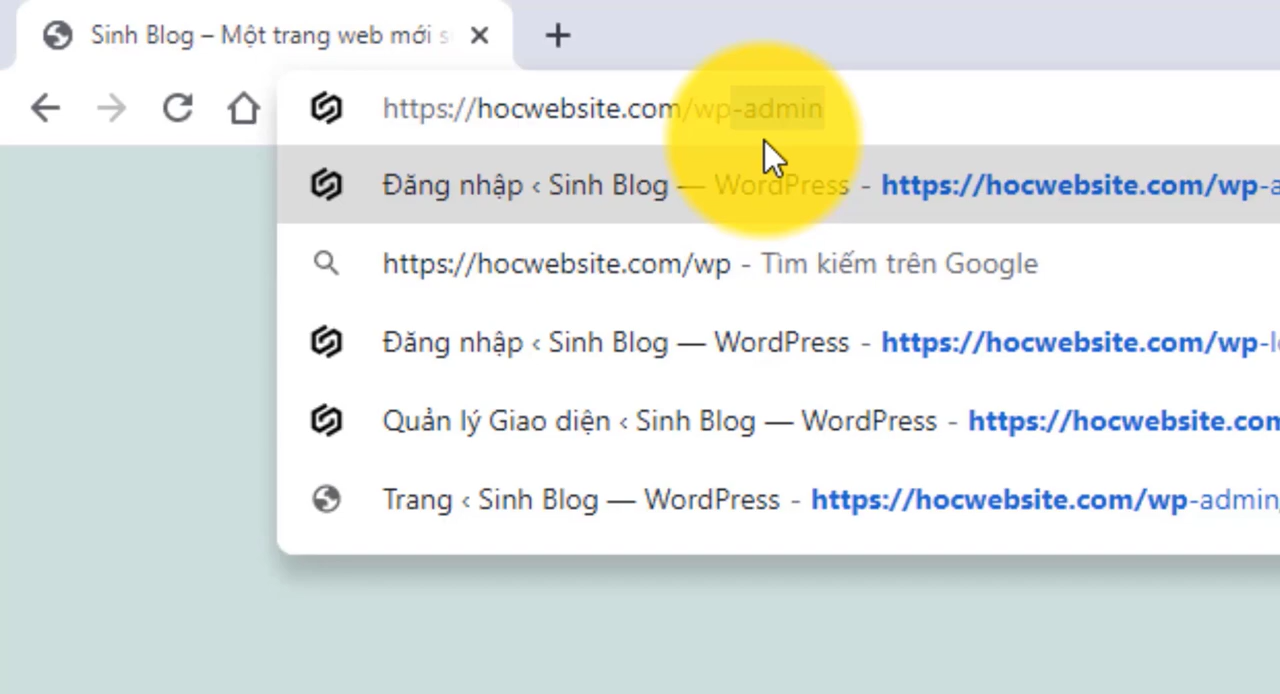 Sinh Blog – Một trang web mới s
https://hocwebsite.com/wp-admin
Đăng nhập ‹ Sinh Blog — WordPress - https://hocwebsite.com/wp-a
https://hocwebsite.com/wp - Tìm kiếm trên Google
Đăng nhập ‹ Sinh Blog — WordPress - https://hocwebsite.com/wp-l
Quản lý Giao diện ‹ Sinh Blog — WordPress - https://hocwebsite.com
Trang ‹ Sinh Blog — WordPress - https://hocwebsite.com/wp-admin/